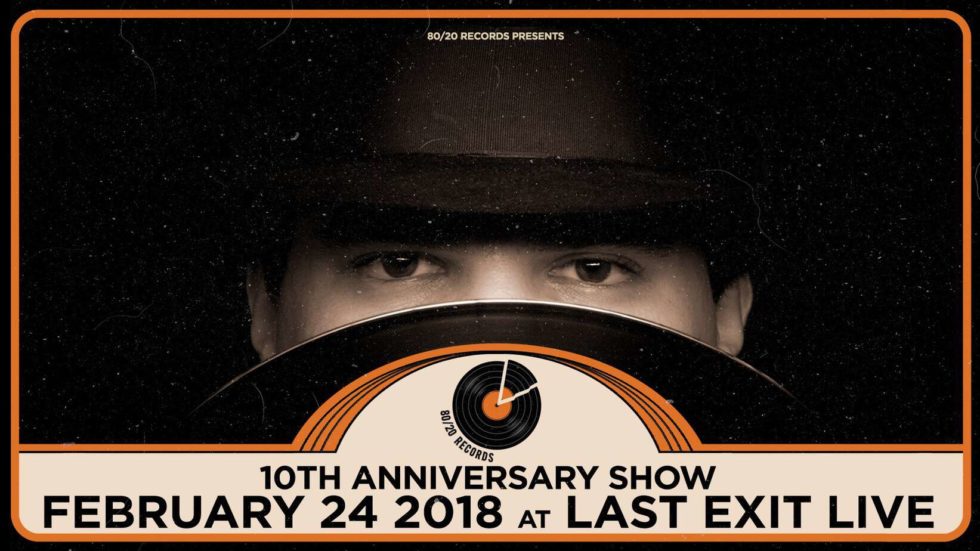 80/20 RECORDS PRESENTS
80/20 RECORDS
10TH ANNIVERSARY SHOW
FEBRUARY 24 2018 AT LAST EXIT LIVE